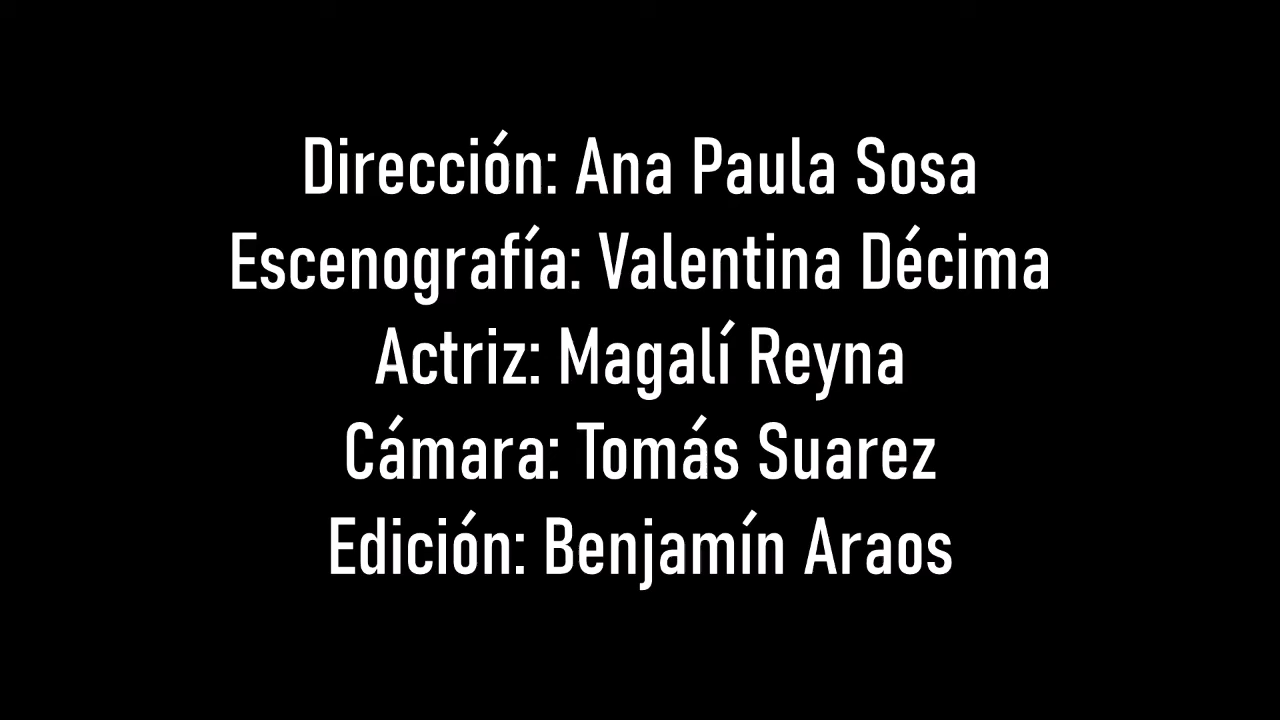 Dirección: Ana Paula Sosa
Escenografía: Valentina Décima
Actriz: Magalí Reyna
Cámara: Tomás Suarez
Edición: Benjamín Araos